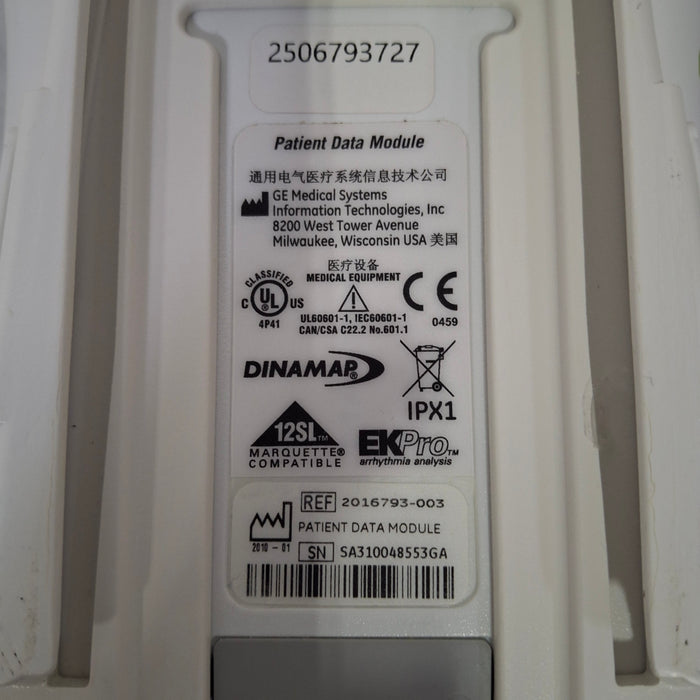 2506793727
Patient Data Module
通用电气医疗系统信息技术公司
GE Medical Systems
Information Technologies, Inc
8200 West Tower Avenue
Milwaukee, Wisconsin USA 美国
医疗设备
MEDICAL EQUIPMENT
CLASSIFIED
C UL® US
4P41
UL60601-1, IEC60601-1
CAN/CSA C22.2 No.601.1
CE
0459
DINAMAP®
IPX1
12SL™
MARQUETTE®
COMPATIBLE
EKPro™
arrhythmia analysis
REF 2016793-003
PATIENT DATA MODULE
2010-01
SN SA310048553GA